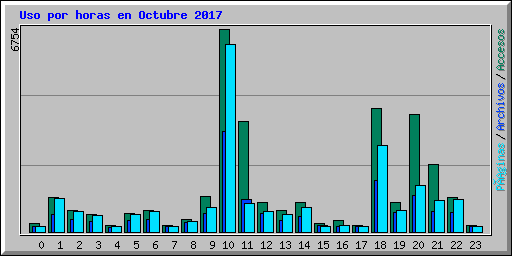 Uso por horas en Octubre 2017
6754
PÃginas / Archivos / Accesos
0 1 2 3 4 5 6 7 8 9 10 11 12 13 14 15 16 17 18 19 20 21 22 23